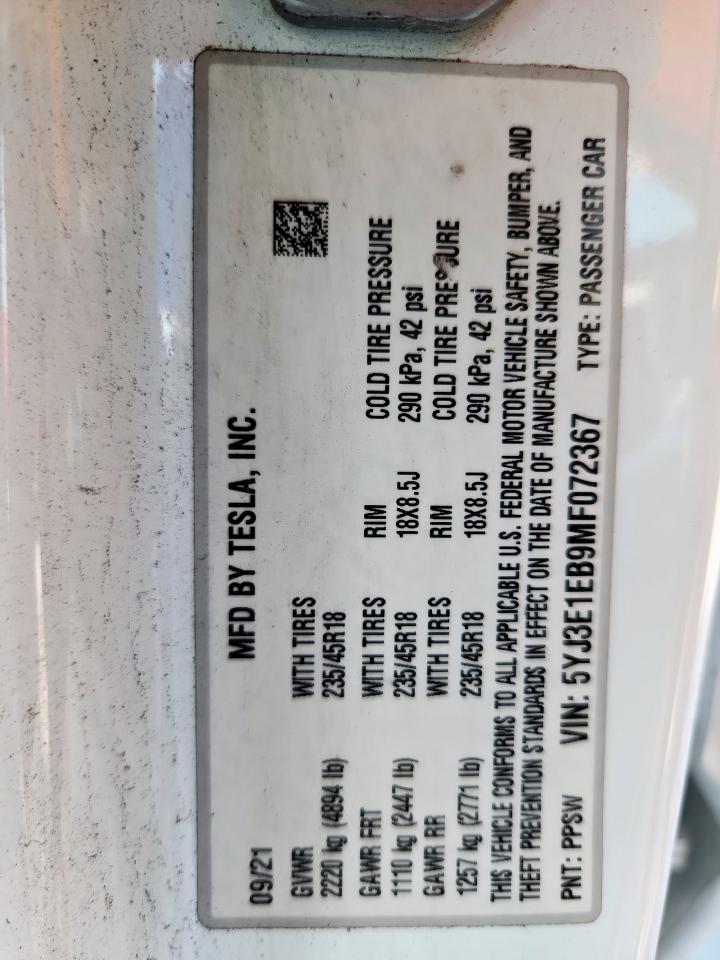 MFD BY TESLA, INC.
09/21
GVWR WITH TIRES
2220 kg (4894 lb) 235/45R18
GAWR FRT WITH TIRES RIM COLD TIRE PRESSURE
1110 kg (2447 lb) 235/45R18 18X8.5J 290 kPa, 42 psi
GAWR RR WITH TIRES RIM COLD TIRE PRESSURE
1257 kg (2771 lb) 235/45R18 18X8.5J 290 kPa, 42 psi
THIS VEHICLE CONFORMS TO ALL APPLICABLE U.S. FEDERAL MOTOR VEHICLE SAFETY, BUMPER, AND
THEFT PREVENTION STANDARDS IN EFFECT ON THE DATE OF MANUFACTURE SHOWN ABOVE.
PNT: PPSW VIN: 5YJ3E1EB9MF072367 TYPE: PASSENGER CAR